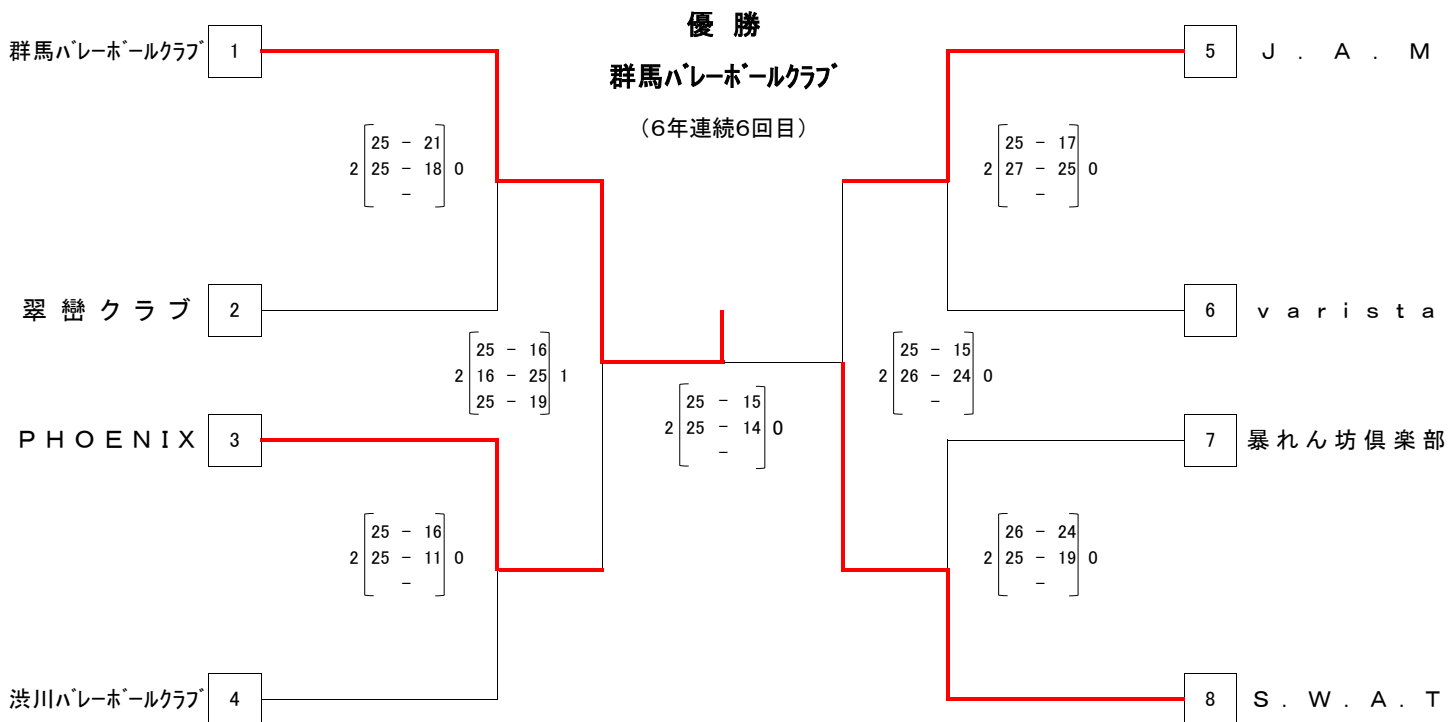 優 勝
群馬ﾊﾞﾚｰﾎﾞｰﾙｸﾗﾌﾞ
（6年連続6回目）
群馬ﾊﾞﾚｰﾎﾞｰﾙｸﾗﾌﾞ 1
5 J . A . M
25 - 21
2 25 - 18 0
-
25 - 17
2 27 - 25 0
-
翠 巒 ク ラ ブ 2
6 v a r i s t a
25 - 16
2 16 - 25 1
25 - 19
25 - 15
2 26 - 24 0
-
25 - 15
2 25 - 14 0
-
P H O E N I X 3
7 暴 れ ん 坊 倶 楽 部
25 - 16
2 25 - 11 0
-
26 - 24
2 25 - 19 0
-
渋川ﾊﾞﾚｰﾎﾞｰﾙｸﾗﾌﾞ 4
8 S . W . A . T